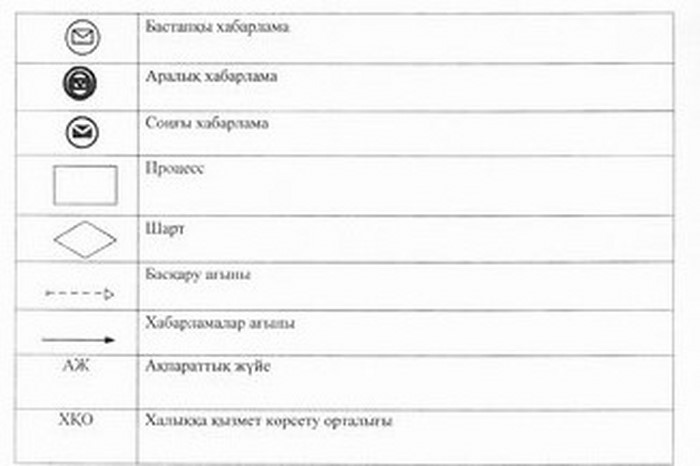 Бастапқы хабарлама
Аралық хабарлама
Соңғы хабарлама
Процесс
Шарт
Басқару ағыны
Хабарламалар ағыны
АЖ Ақпараттық жүйе
ХҚО Халыққа қызмет көрсету орталығы